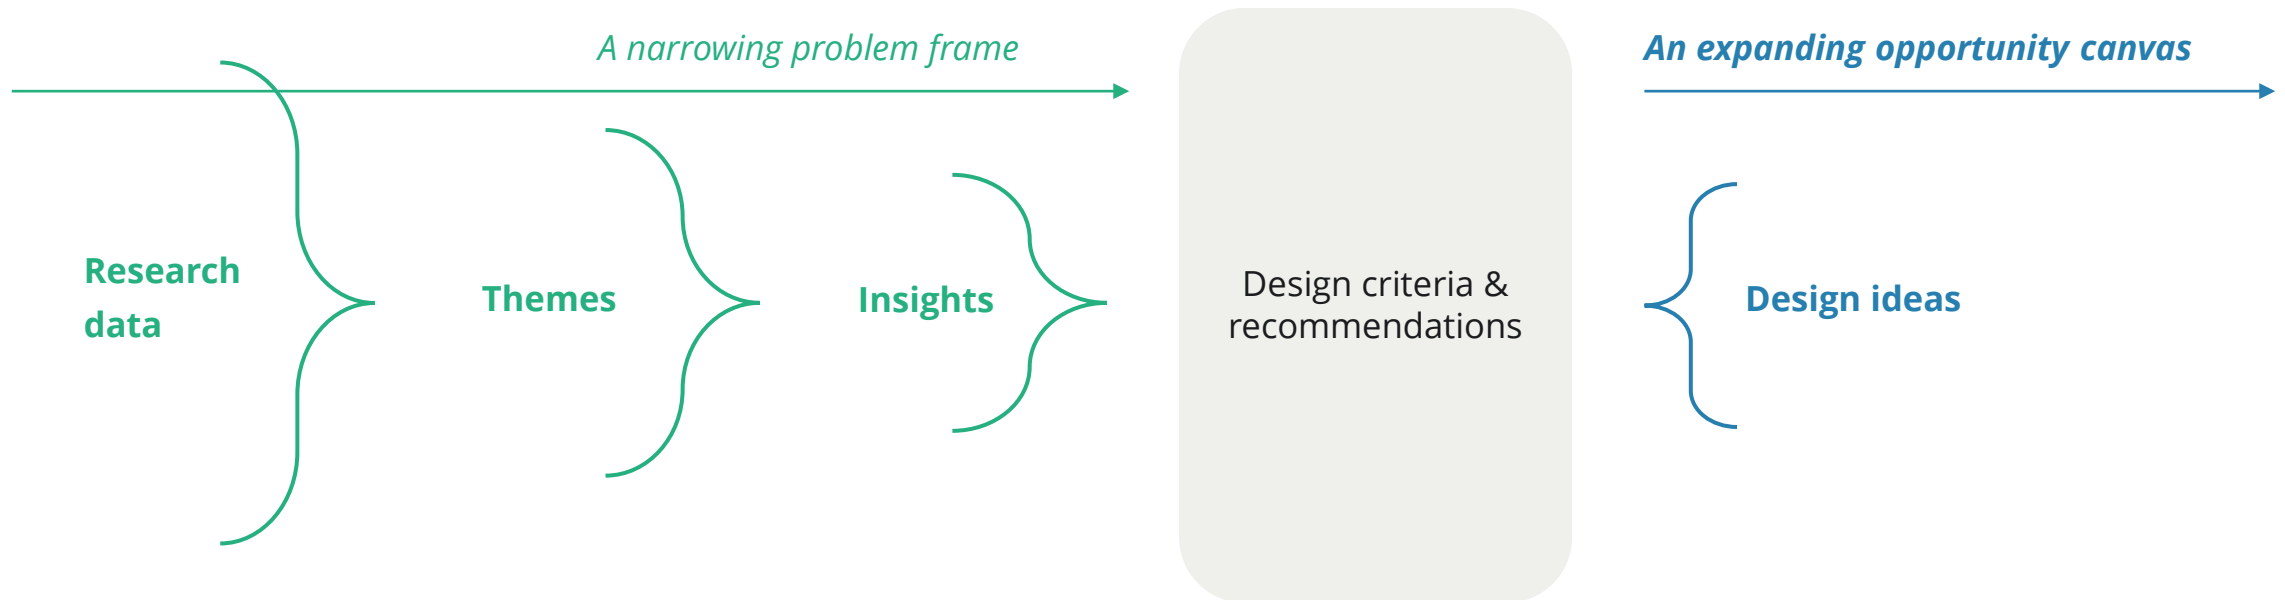 A narrowing problem frame
An expanding opportunity canvas
Research
data
Themes
Insights
Design criteria &
recommendations
Design ideas